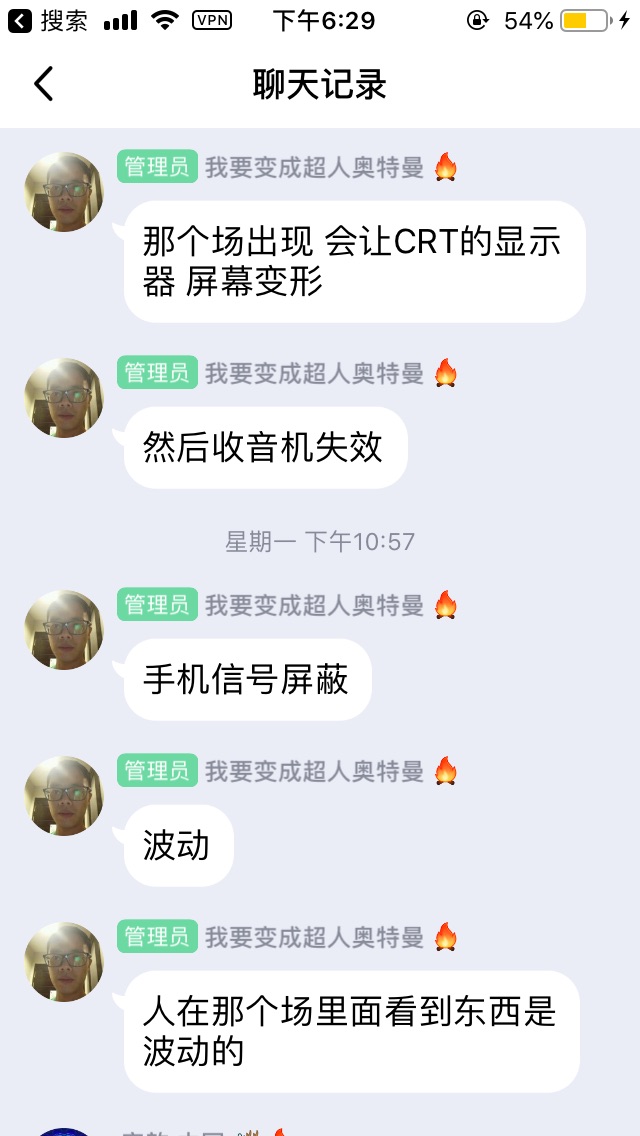 搜索 VPN 下午6:29 54%
聊天记录
管理员 我要变成超人奥特曼
那个场出现 会让CRT的显示
器 屏幕变形
管理员 我要变成超人奥特曼
然后收音机失效
星期一 下午10:57
管理员 我要变成超人奥特曼
手机信号屏蔽
管理员 我要变成超人奥特曼
波动
管理员 我要变成超人奥特曼
人在那个场里面看到东西是
波动的